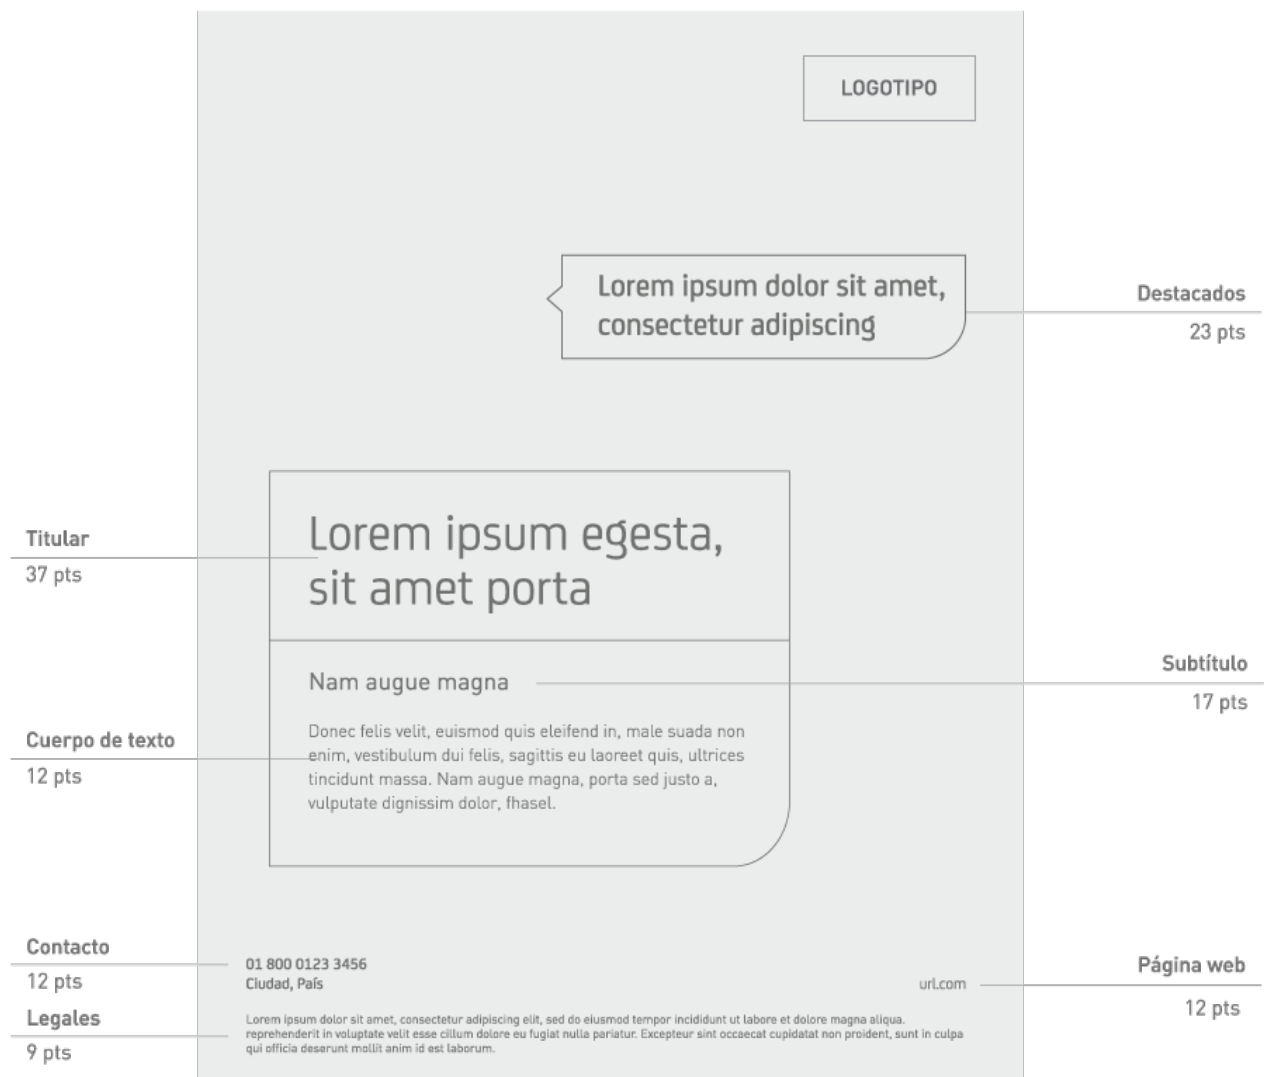 LOGOTIPO
Lorem ipsum dolor sit amet,
consectetur adipiscing
Destacados
23 pts
Titular
37 pts
Lorem ipsum egesta,
sit amet porta
Nam augue magna
Subtítulo
17 pts
Cuerpo de texto
12 pts
Donec felis velit, euismod quis eleifend in, male suada non
enim, vestibulum dui felis, sagittis eu laoreet quis, ultrices
tincidunt massa. Nam augue magna, porta sed justo a,
vulputate dignissim dolor, fhasel.
Contacto
12 pts
01 800 0123 3456
Ciudad, País
url.com
Página web
12 pts
Legales
9 pts
Lorem ipsum dolor sit amet, consectetur adipiscing elit, sed do eiusmod tempor incididunt ut labore et dolore magna aliqua.
reprehenderit in voluptate velit esse cillum dolore eu fugiat nulla pariatur. Excepteur sint occaecat cupidatat non proident, sunt in culpa
qui officia deserunt mollit anim id est laborum.